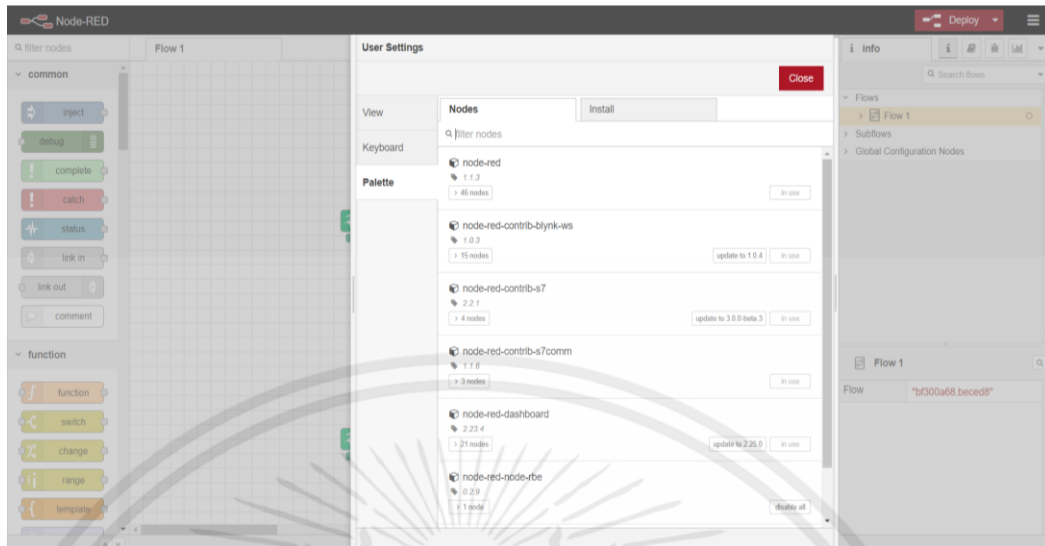 Node-RED
Deploy
filter nodes
Flow 1
common
inject
debug
complete
catch
status
link in
link out
comment
function
function
switch
change
range
template
User Settings
Close
View
Keyboard
Palette
Nodes
Install
filter nodes
node-red
1.1.3
46 nodes
In use
node-red-contrib-blynk-ws
1.0.3
15 nodes
update to 1.0.4
In use
node-red-contrib-s7
2.2.1
4 nodes
update to 3.0.0-beta.3
In use
node-red-contrib-s7comm
1.1.6
3 nodes
In use
node-red-dashboard
2.23.4
21 nodes
update to 2.25.0
In use
node-red-node-rbe
0.2.9
1 node
disable all
info
Search flows
Flows
Flow 1
Subflows
Global Configuration Nodes
Flow 1
Flow "bf300a68.beced8"